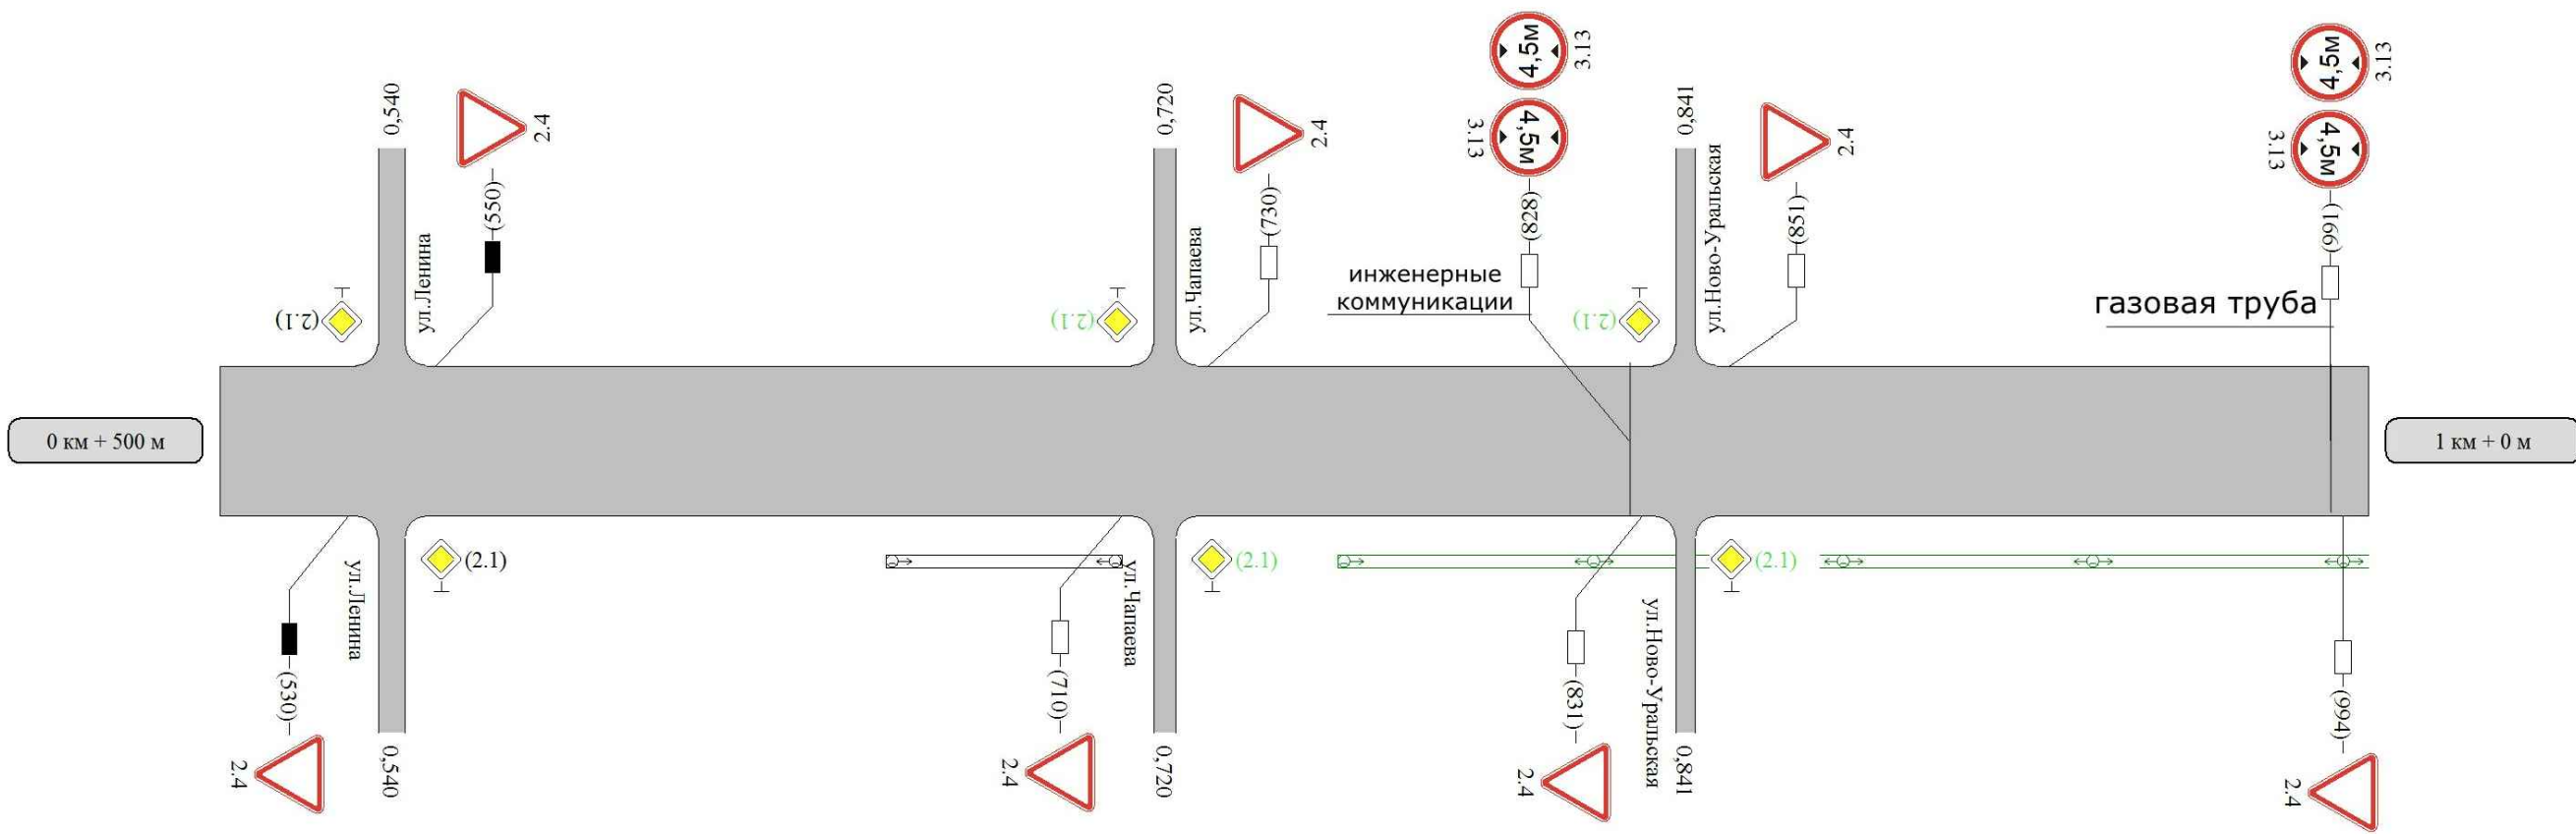 4,5м
3.13
4,5м
3.13
0,540
2.4
0,720
2.4
4,5м
3.13
0,841
2.4
4,5м
3.13
(550)
(730)
(828)
(851)
(991)
ул.Ленина
ул.Чапаева
ул.Ново-Уральская
инженерные
коммуникации
газовая труба
(2.1)
(2.1)
(2.1)
0 км + 500 м
1 км + 0 м
(2.1)
(2.1)
(2.1)
ул.Ленина
ул.Чапаева
ул.Ново-Уральская
(530)
(710)
(831)
(994)
2.4
0,540
2.4
0,720
2.4
0,841
2.4